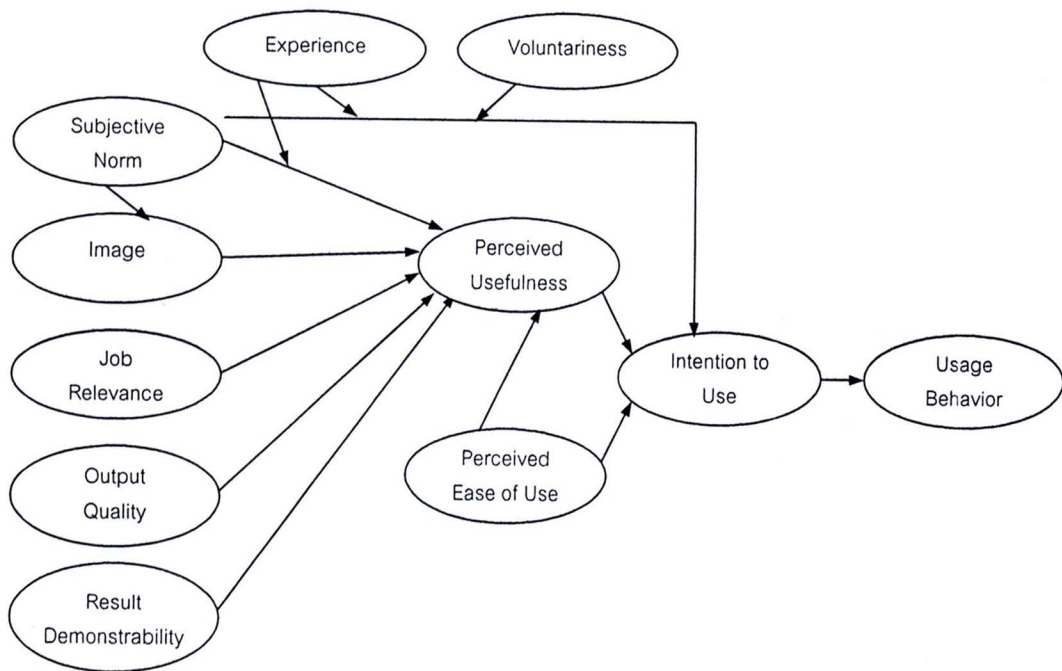 Experience
Voluntariness
Subjective
Norm
Image
Perceived
Usefulness
Job
Relevance
Intention to
Use
Usage
Behavior
Output
Quality
Perceived
Ease of Use
Result
Demonstrability